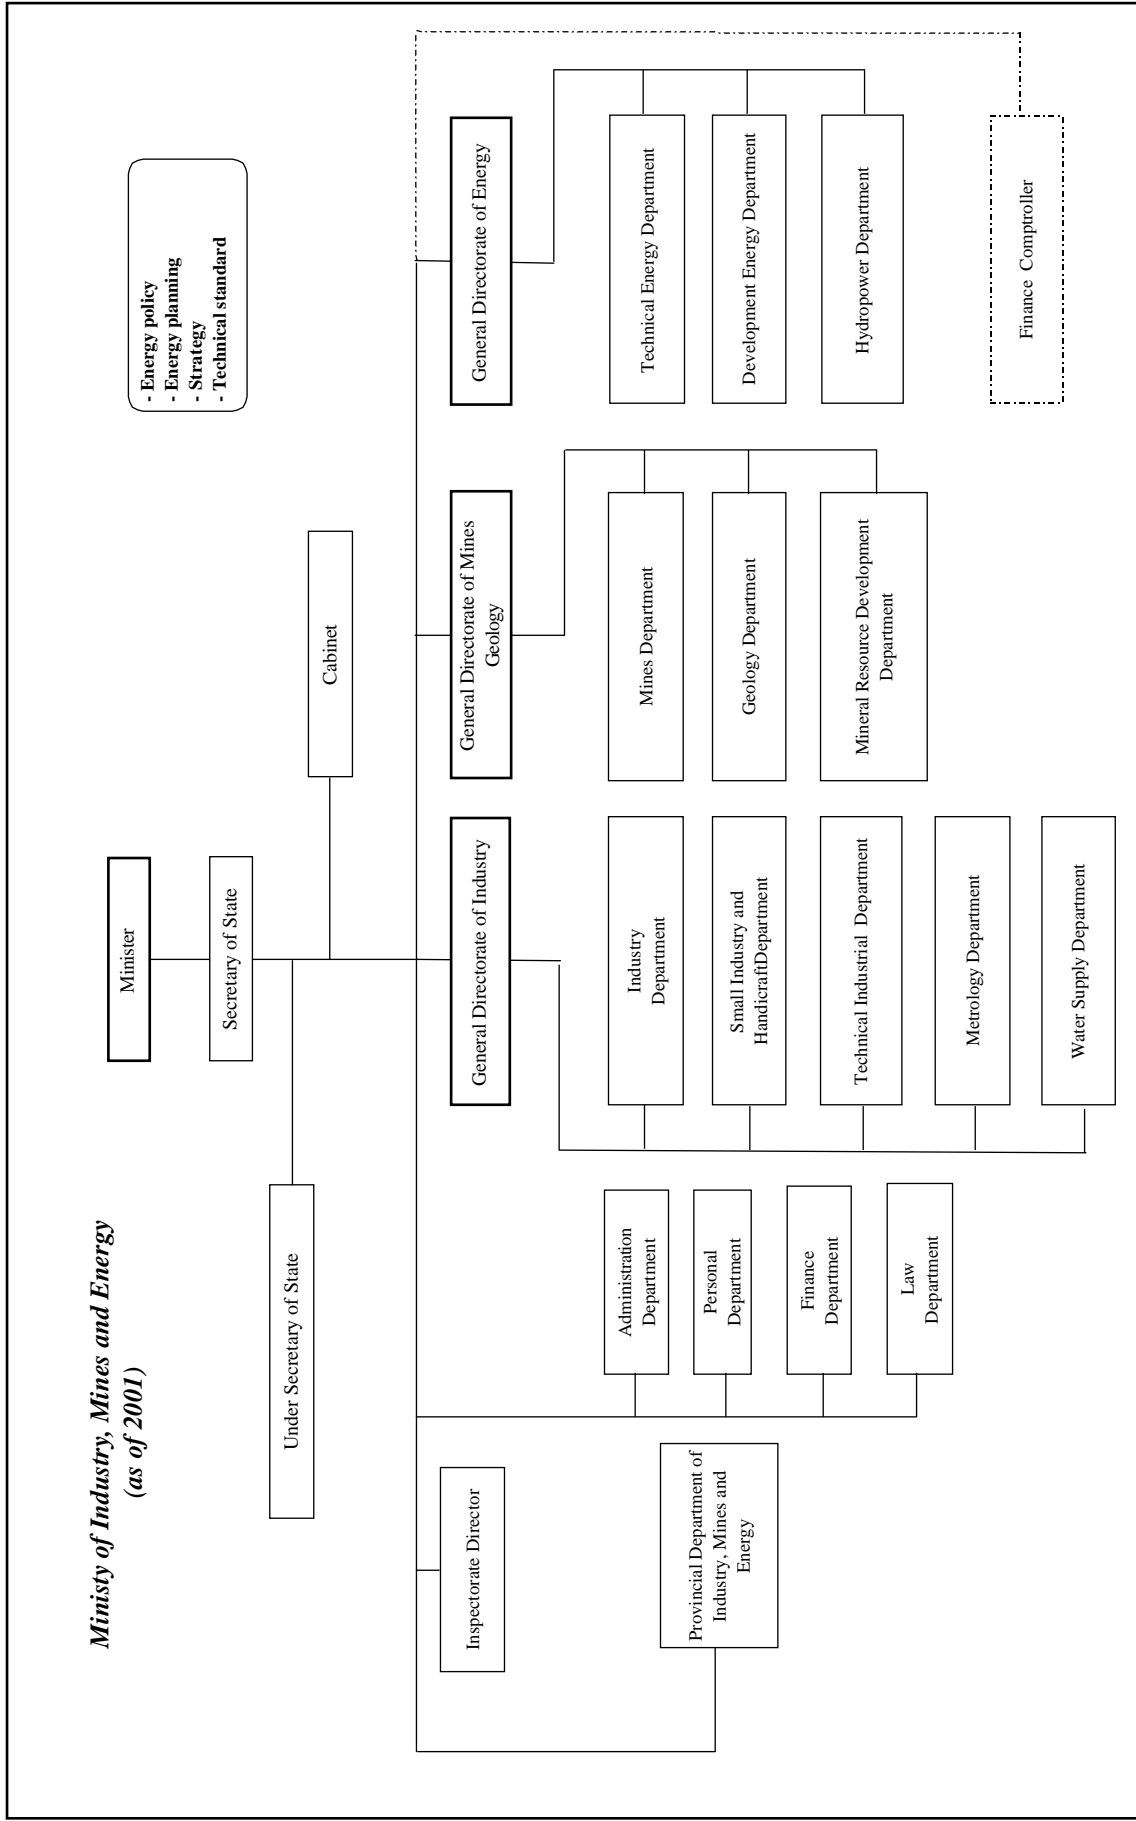 Ministy of Industry, Mines and Energy
(as of 2001)
Minister
- Energy policy
- Energy planning
- Strategy
- Technical standard
Secretary of State
Under Secretary of State
Cabinet
Inspectorate Director
General Directorate of Industry
General Directorate of Mines
Geology
General Directorate of Energy
Provincial Department of
Industry, Mines and
Energy
Administration
Department
Personal
Department
Finance
Department
Law
Department
Industry
Department
Small Industry and
HandicraftDepartment
Technical Industrial Department
Metrology Department
Water Supply Department
Mines Department
Geology Department
Mineral Resource Development
Department
Technical Energy Department
Development Energy Department
Hydropower Department
Finance Comptroller